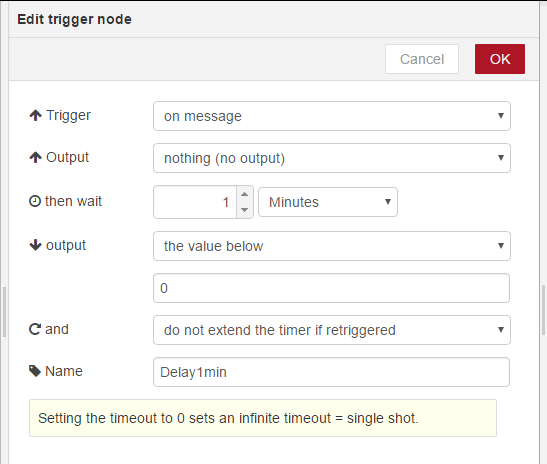 Edit trigger node
Cancel OK
Trigger on message
Output nothing (no output)
then wait 1 Minutes
output the value below
0
and do not extend the timer if retriggered
Name Delay1min
Setting the timeout to 0 sets an infinite timeout = single shot.